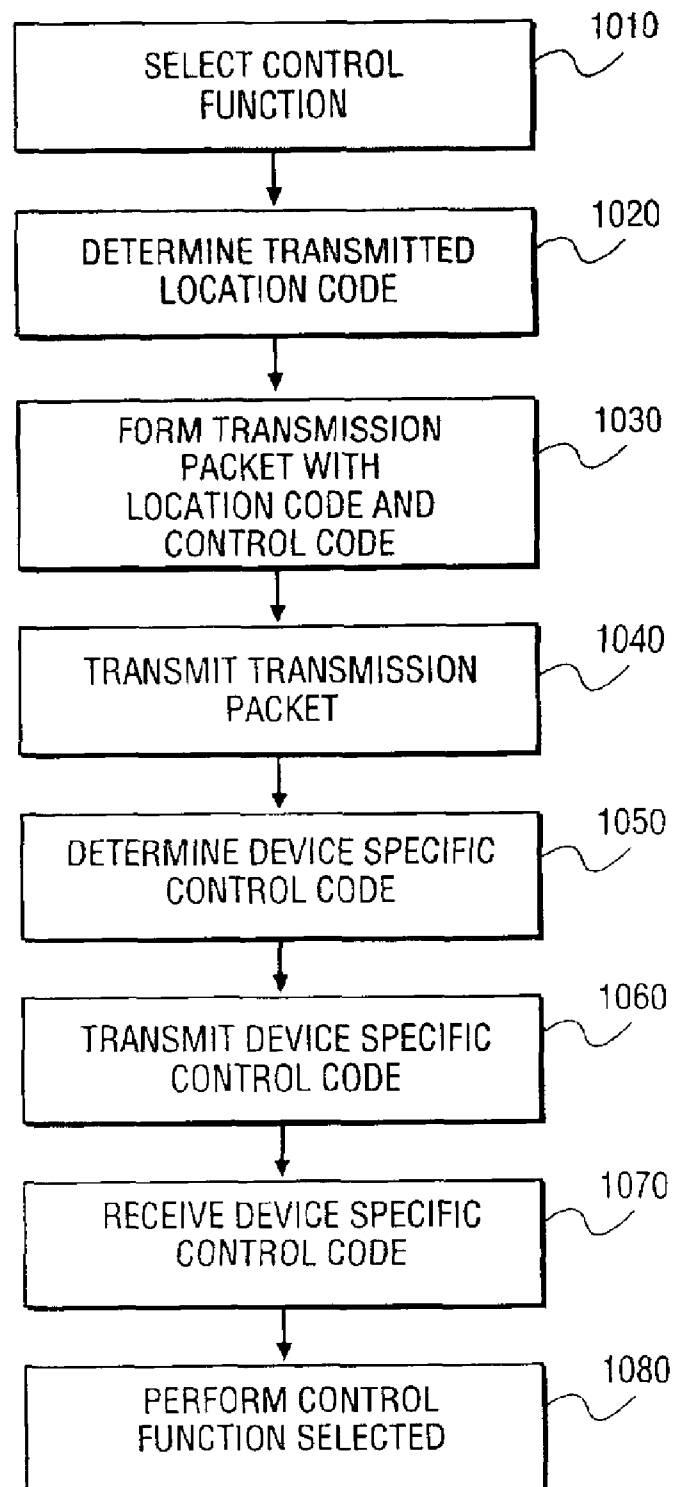 1010
SELECT CONTROL
FUNCTION
1020
DETERMINE TRANSMITTED
LOCATION CODE
1030
FORM TRANSMISSION
PACKET WITH
LOCATION CODE AND
CONTROL CODE
1040
TRANSMIT TRANSMISSION
PACKET
1050
DETERMINE DEVICE SPECIFIC
CONTROL CODE
1060
TRANSMIT DEVICE SPECIFIC
CONTROL CODE
1070
RECEIVE DEVICE SPECIFIC
CONTROL CODE
1080
PERFORM CONTROL
FUNCTION SELECTED